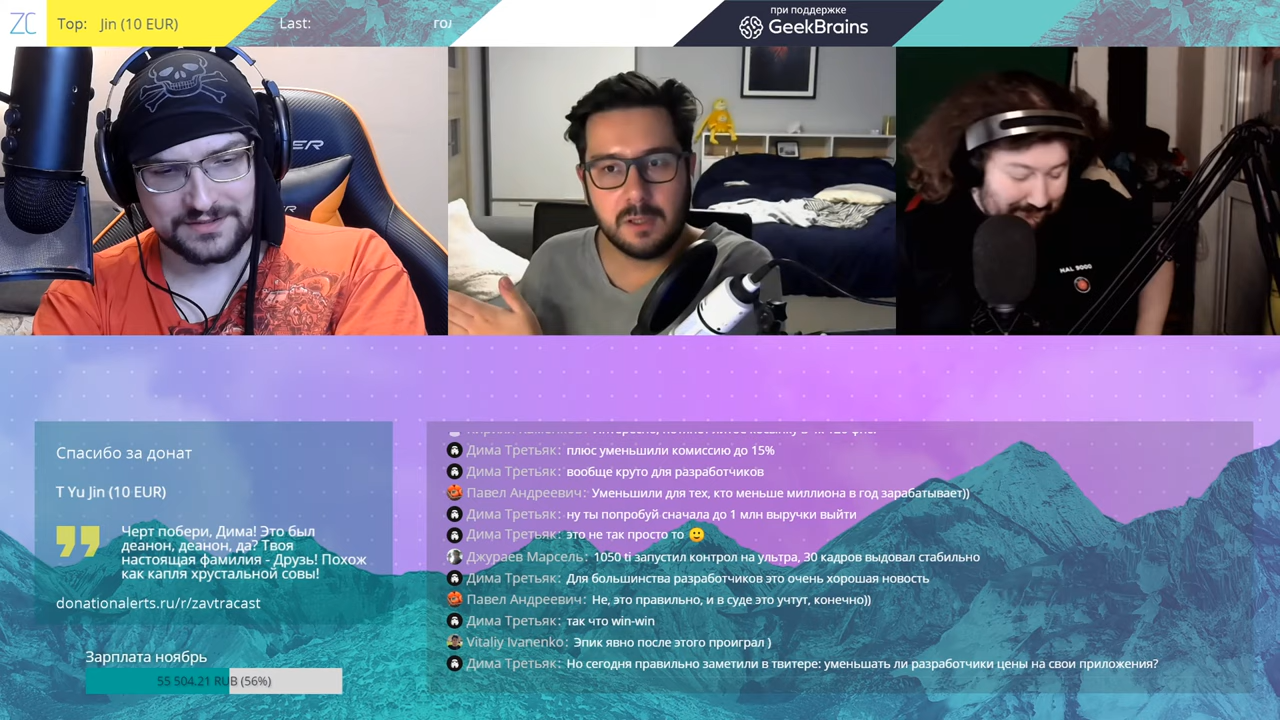 ZC
Top: Jin (10 EUR)
Last:
при поддержке
GeekBrains
HAL 9000
Спасибо за донат
T Yu Jin (10 EUR)
Черт побери, Дима! Это был
деанон, деанон, да? Твоя
настоящая фамилия - Друзь! Похож
как капля хрустальной совы!
donationalerts.ru/r/zavtracast
Зарплата ноябрь
55 504.21 RUB (56%)
Дима Третьяк: плюс уменьшили комиссию до 15%
Дима Третьяк: вообще круто для разработчиков
Павел Андреевич: Уменьшили для тех, кто меньше миллиона в год зарабатывает))
Дима Третьяк: ну ты попробуй сначала до 1 млн выручки выйти
Дима Третьяк: это не так просто то 🙂
Джураев Марсель: 1050 ti запустил контрол на ультра, 30 кадров выдовал стабильно
Дима Третьяк: Для большинства разработчиков это очень хорошая новость
Павел Андреевич: Не, это правильно, и в суде это учтут, конечно))
Дима Третьяк: так что win-win
Vitaliy Ivanenko: Эпик явно после этого проиграл )
Дима Третьяк: Но сегодня правильно заметили в твитере: уменьшать ли разработчики цены на свои приложения?